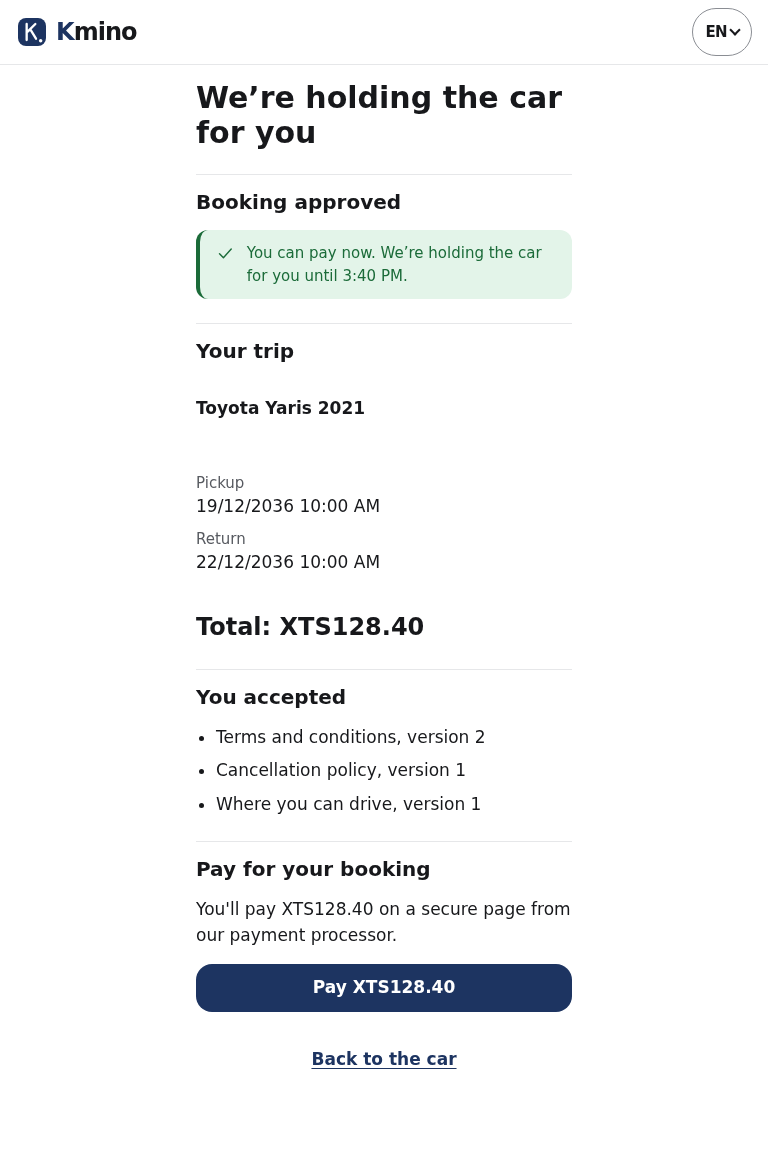 K.
Kmino
EN
We’re holding the car
for you
Booking approved
You can pay now. We’re holding the car
for you until 3:40 PM.
Your trip
Toyota Yaris 2021
Pickup
19/12/2036 10:00 AM
Return
22/12/2036 10:00 AM
Total: XTS128.40
You accepted
• Terms and conditions, version 2
• Cancellation policy, version 1
• Where you can drive, version 1
Pay for your booking
You'll pay XTS128.40 on a secure page from
our payment processor.
Pay XTS128.40
Back to the car